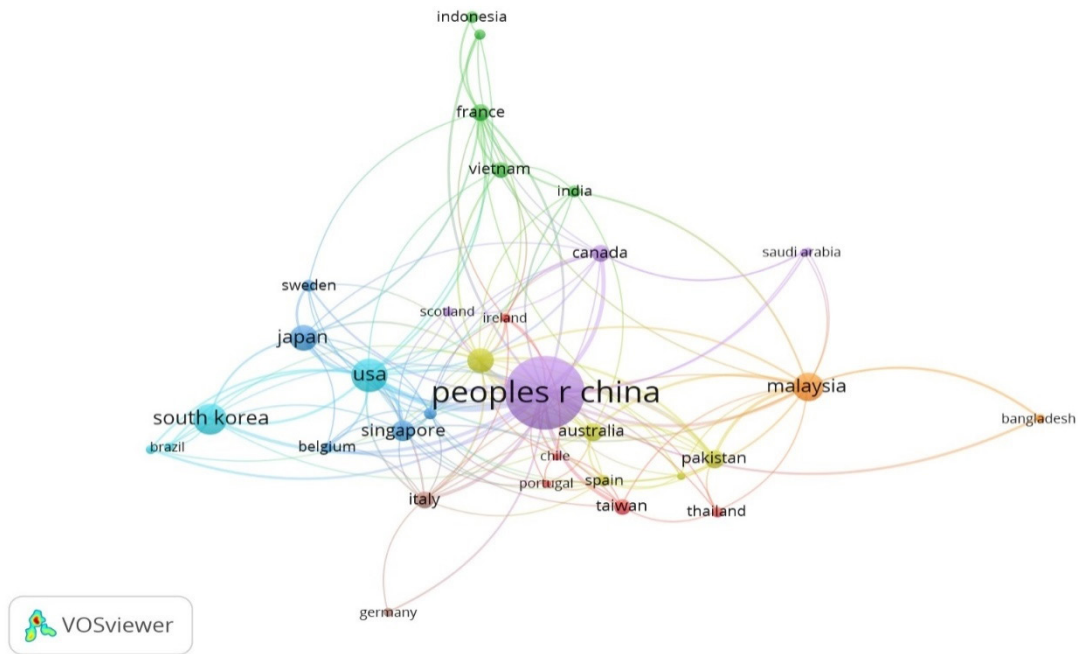 indonesia
france
vietnam
india
canada
saudi arabia
sweden
scotland
ireland
japan
usa
peoples r china
malaysia
south korea
bangladesh
singapore
australia
brazil
belgium
chile
pakistan
portugal
spain
italy
taiwan
thailand
germany
VOSviewer